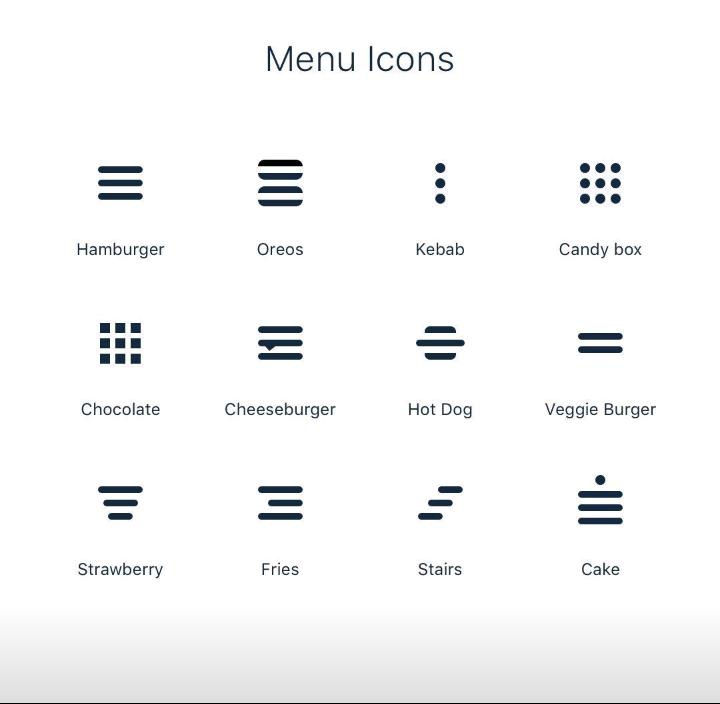 Menu Icons
Hamburger
Oreos
Kebab
Candy box
Chocolate
Cheeseburger
Hot Dog
Veggie Burger
Strawberry
Fries
Stairs
Cake